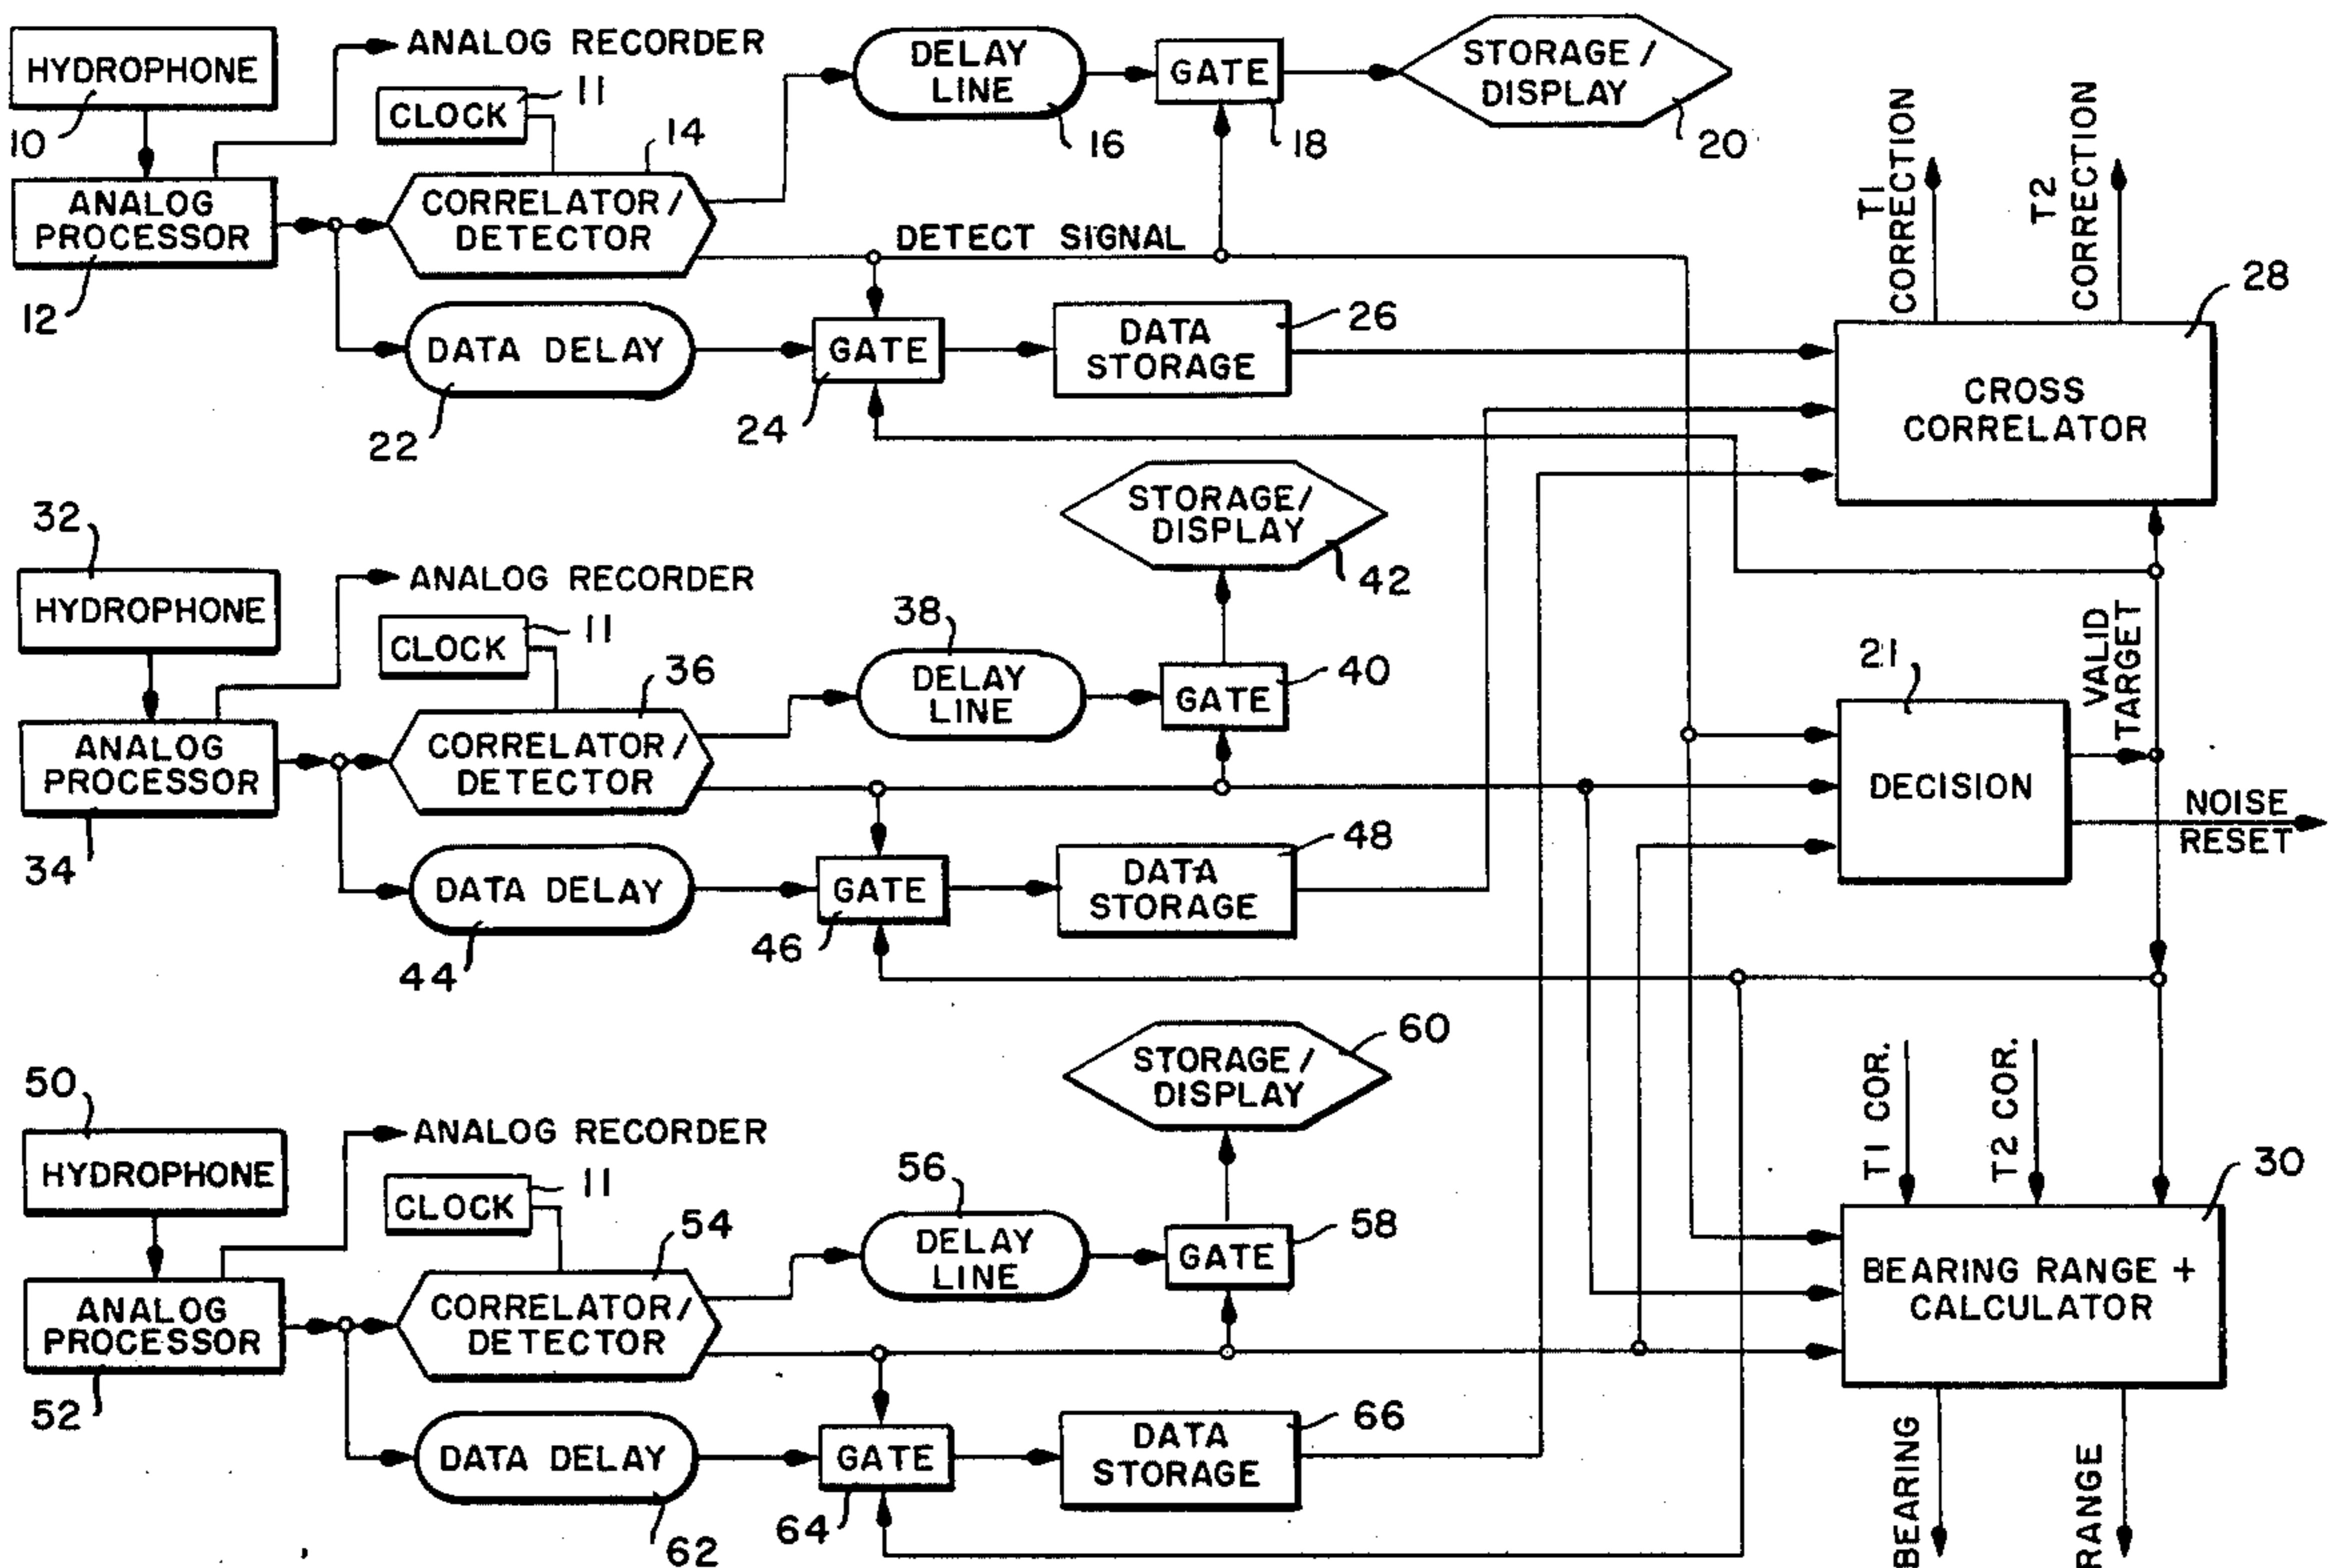 HYDROPHONE
10
ANALOG RECORDER
CLOCK
11
14
ANALOG
PROCESSOR
12
CORRELATOR/
DETECTOR
DELAY
LINE
16
GATE
18
STORAGE/
DISPLAY
20
DETECT SIGNAL
DATA DELAY
22
GATE
24
DATA
STORAGE
26
T1
CORRECTION
T2
CORRECTION
28
CROSS
CORRELATOR
32
HYDROPHONE
ANALOG RECORDER
CLOCK
11
36
ANALOG
PROCESSOR
34
CORRELATOR/
DETECTOR
38
DELAY
LINE
GATE
40
STORAGE/
DISPLAY
42
DATA DELAY
44
GATE
46
DATA
STORAGE
48
21
DECISION
VALID
TARGET
NOISE
RESET
50
HYDROPHONE
ANALOG RECORDER
CLOCK
11
54
ANALOG
PROCESSOR
52
CORRELATOR/
DETECTOR
56
DELAY
LINE
GATE
58
STORAGE/
DISPLAY
60
DATA DELAY
62
GATE
64
DATA
STORAGE
66
T1 COR.
T2 COR.
30
BEARING RANGE +
CALCULATOR
BEARING
RANGE